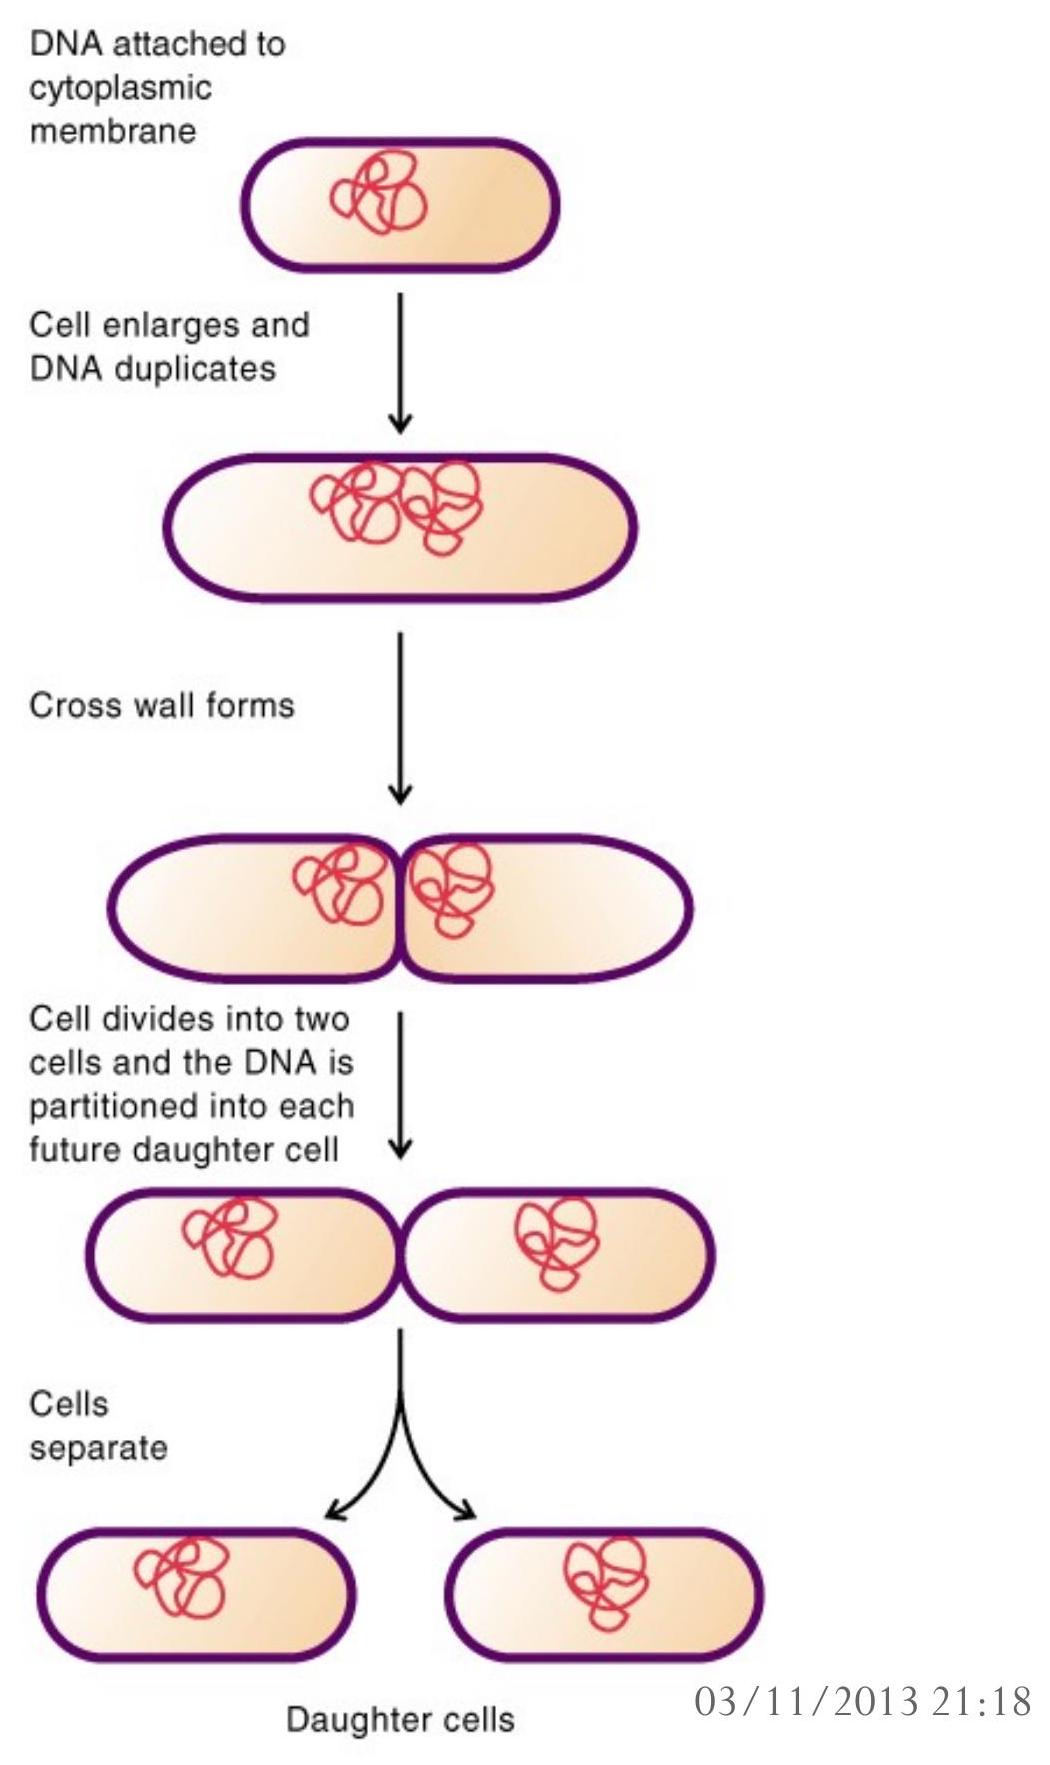 DNA attached to
cytoplasmic
membrane
Cell enlarges and
DNA duplicates
Cross wall forms
Cell divides into two
cells and the DNA is
partitioned into each
future daughter cell
Cells
separate
Daughter cells
03/11/2013 21:18